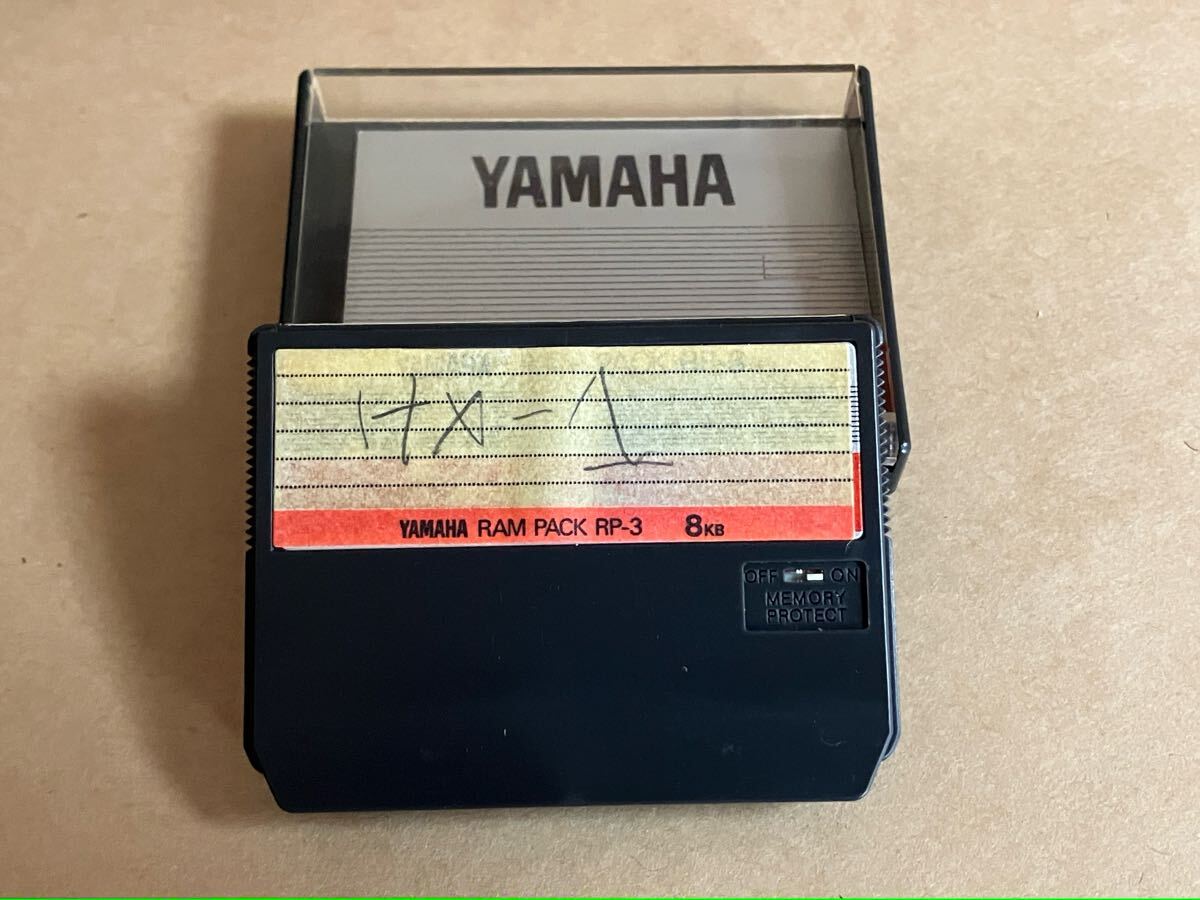 YAMAHA
YAMAHA RAM PACK RP-3 8KB
OFF ON
MEMORY
PROTECT